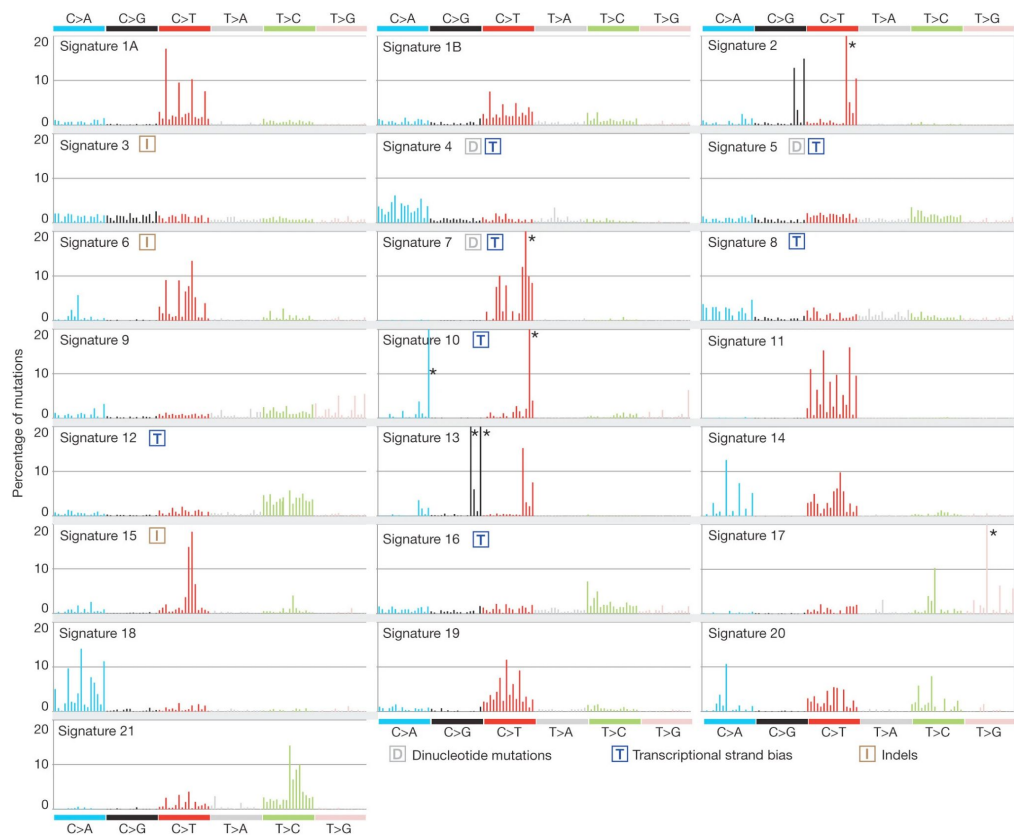 C>A C>G C>T T>A T>C T>G C>A C>G C>T T>A T>C T>G C>A C>G C>T T>A T>C T>G
Percentage of mutations
20 Signature 1A Signature 1B Signature 2 *
10
0
20 Signature 3 I Signature 4 D T Signature 5 D T
10
0
20 Signature 6 I Signature 7 D T * Signature 8 T
10
0
20 Signature 9 Signature 10 T * * Signature 11
10
0
20 Signature 12 T Signature 13 * * Signature 14
10
0
20 Signature 15 I Signature 16 T Signature 17 *
10
0
20 Signature 18 Signature 19 Signature 20
10
0
C>A C>G C>T T>A T>C T>G C>A C>G C>T T>A T>C T>G
20 Signature 21
D Dinucleotide mutations T Transcriptional strand bias I Indels
10
0
C>A C>G C>T T>A T>C T>G